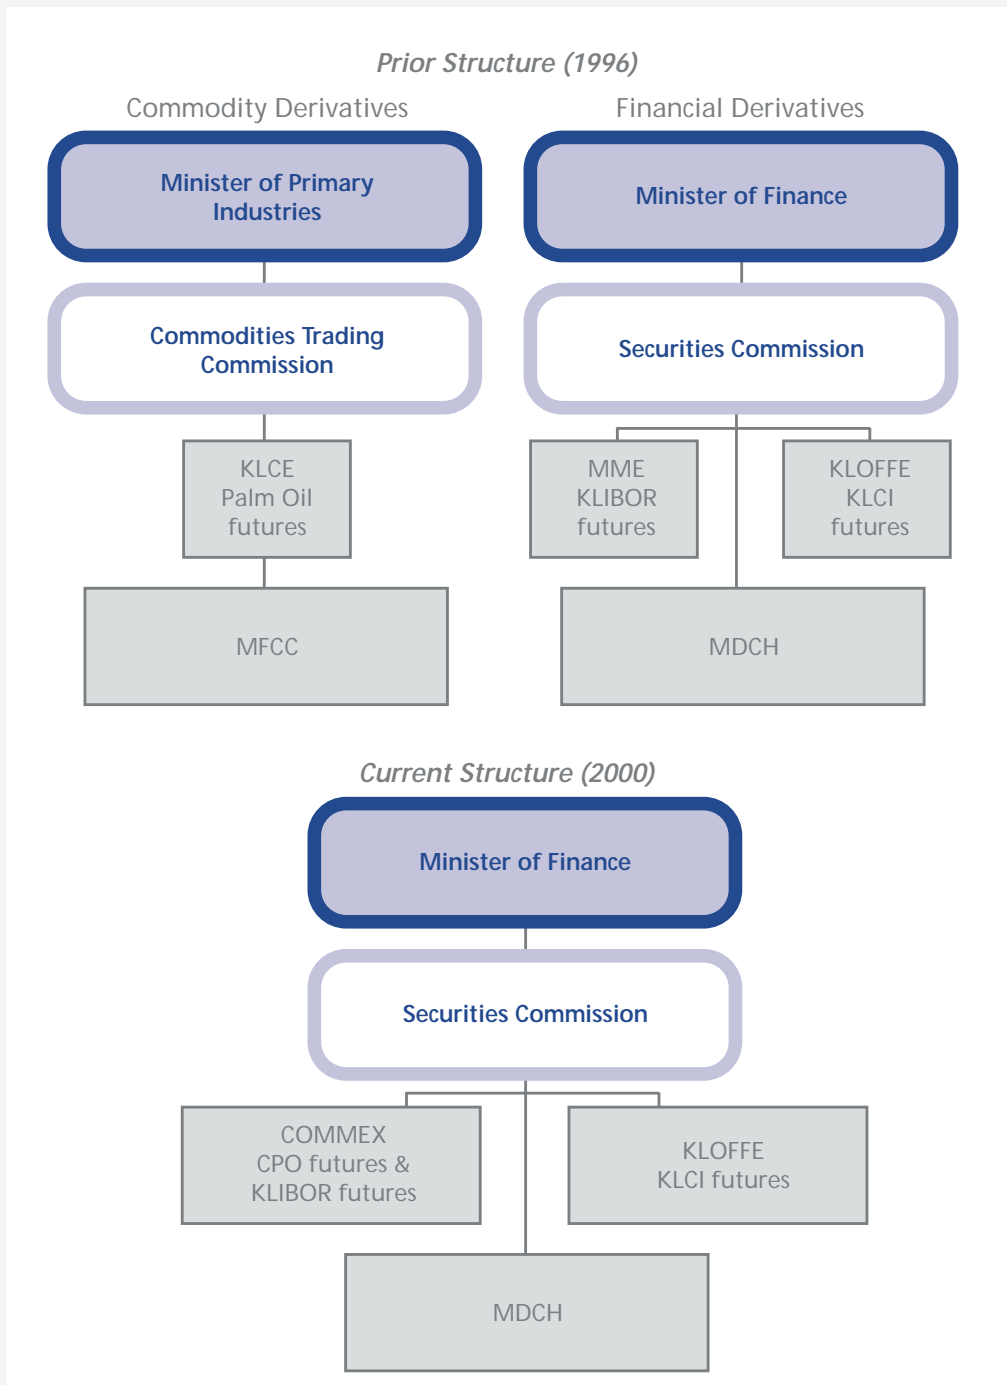 Prior Structure (1996)
Commodity Derivatives
Financial Derivatives
Minister of Primary
Industries
Minister of Finance
Commodities Trading
Commission
Securities Commission
KLCE
Palm Oil
futures
MME
KLIBOR
futures
KLOFFE
KLCI
futures
MFCC
MDCH
Current Structure (2000)
Minister of Finance
Securities Commission
COMMEX
CPO futures &
KLIBOR futures
KLOFFE
KLCI futures
MDCH